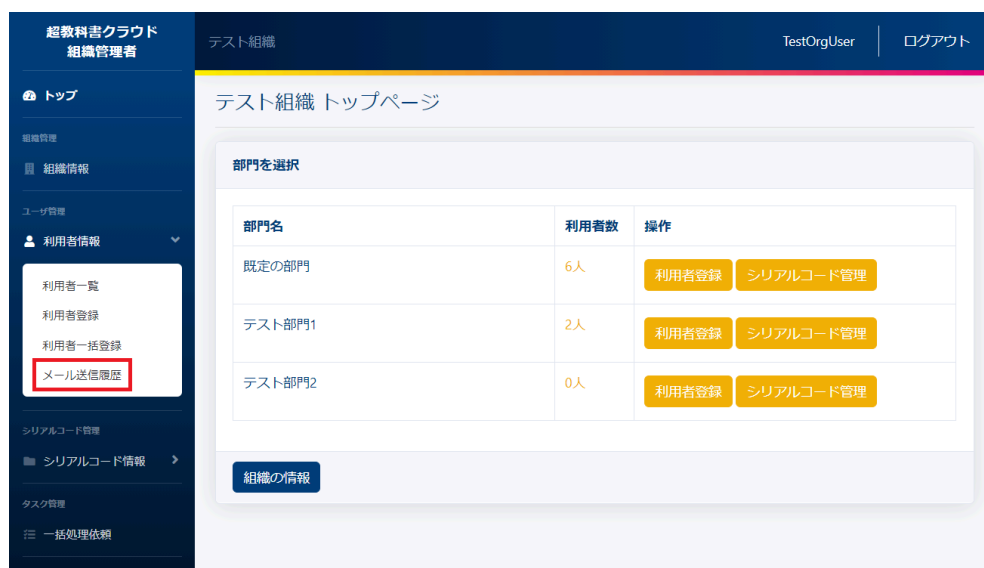 超教科書クラウド
組織管理者
テスト組織
TestOrgUser
ログアウト
トップ
組織管理
組織情報
ユーザ管理
利用者情報
利用者一覧
利用者登録
利用者一括登録
メール送信履歴
シリアルコード管理
シリアルコード情報
タスク管理
一括処理依頼
テスト組織 トップページ
部門を選択
部門名 利用者数 操作
既定の部門 6人 利用者登録 シリアルコード管理
テスト部門1 2人 利用者登録 シリアルコード管理
テスト部門2 0人 利用者登録 シリアルコード管理
組織の情報